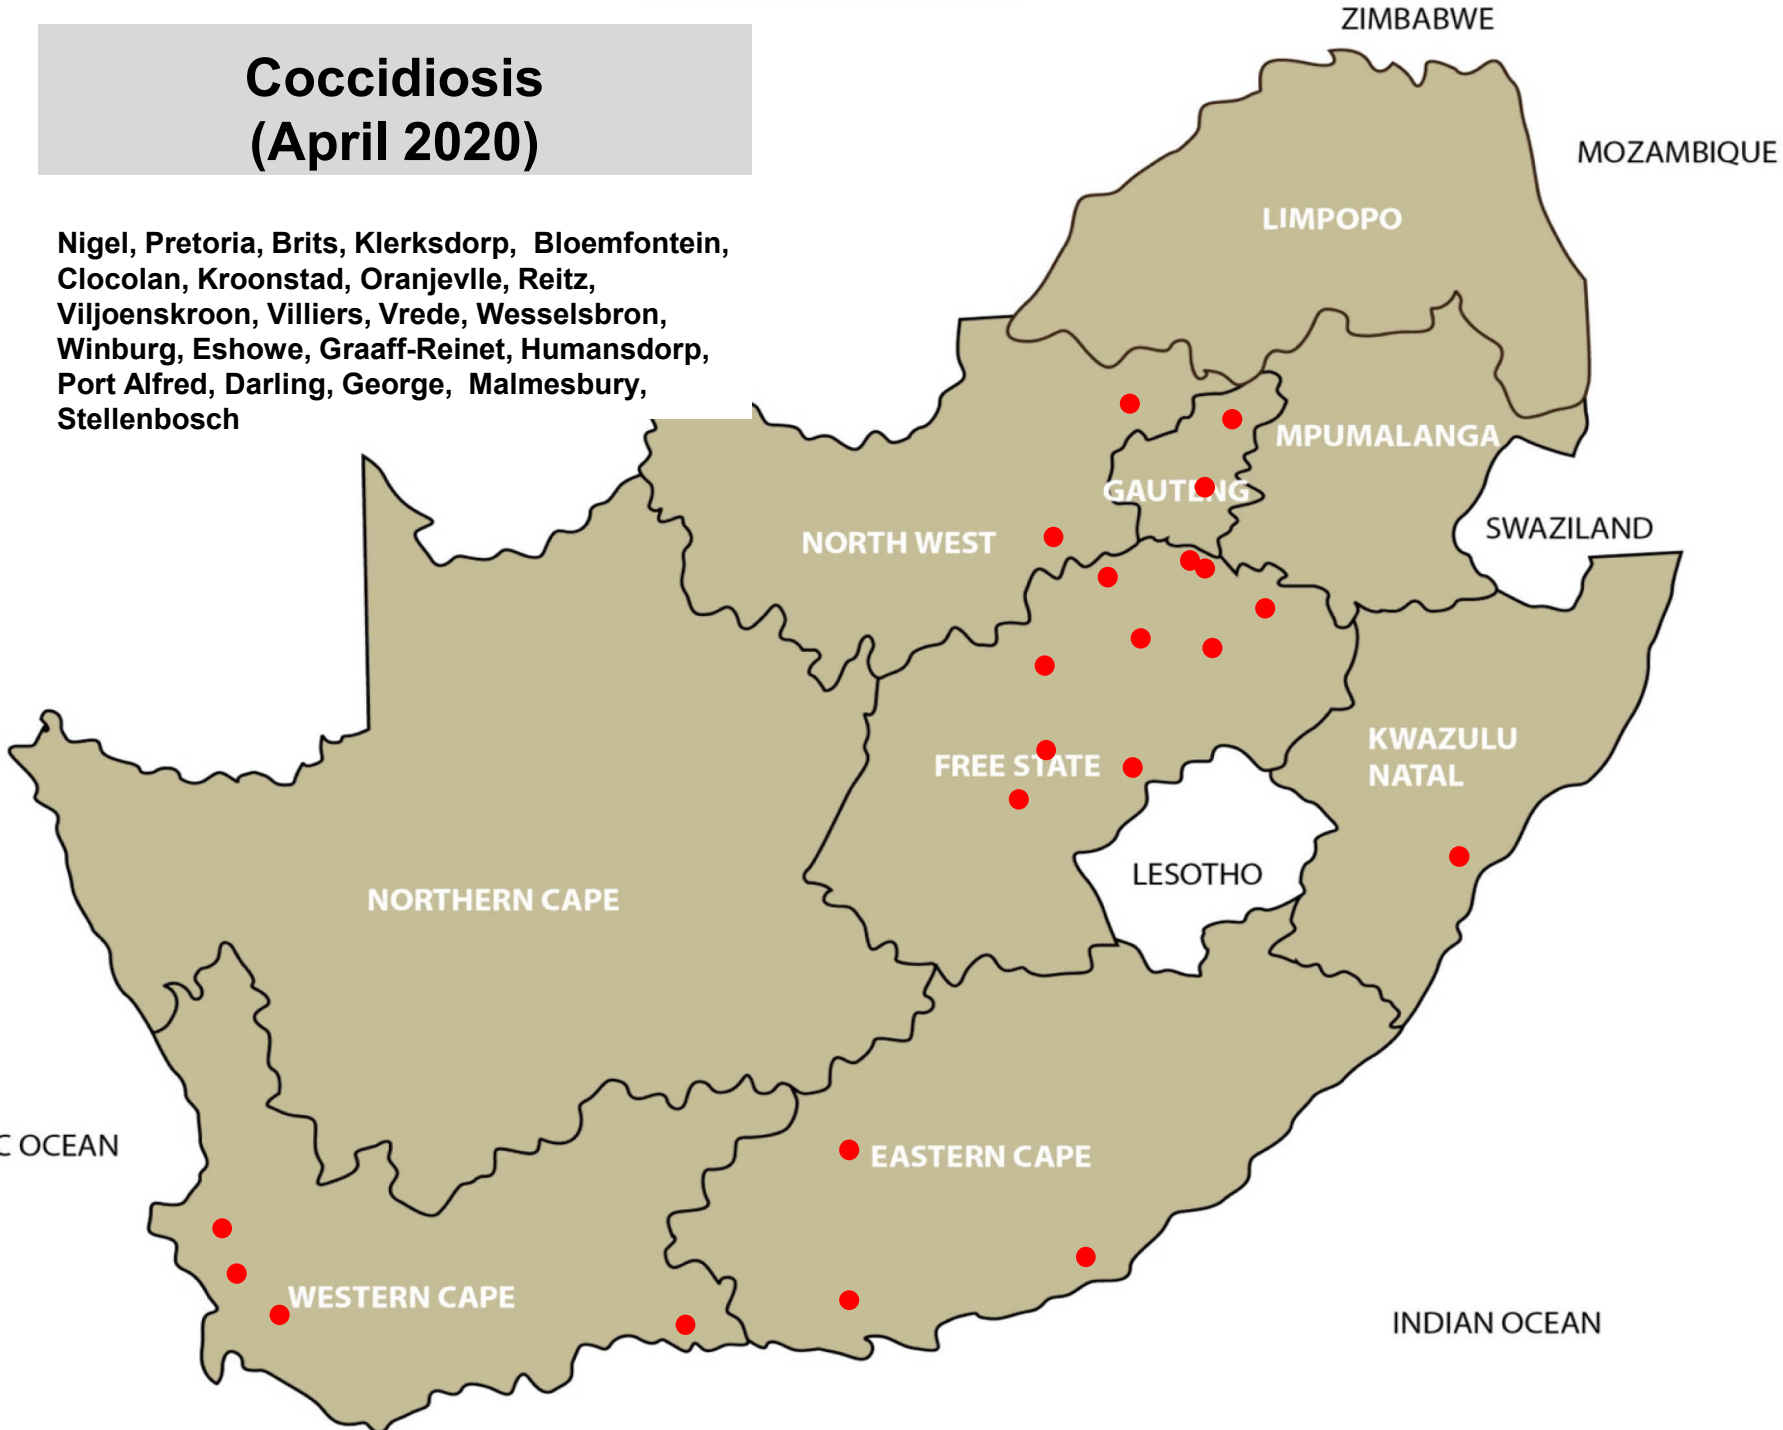 Coccidiosis
(April 2020)
Nigel, Pretoria, Brits, Klerksdorp, Bloemfontein,
Clocolan, Kroonstad, Oranjevlle, Reitz,
Viljoenskroon, Villiers, Vrede, Wesselsbron,
Winburg, Eshowe, Graaff-Reinet, Humansdorp,
Port Alfred, Darling, George, Malmesbury,
Stellenbosch
ZIMBABWE
MOZAMBIQUE
LIMPOPO
MPUMALANGA
GAUTENG
SWAZILAND
NORTH WEST
KWAZULU
NATAL
FREE STATE
LESOTHO
NORTHERN CAPE
C OCEAN
EASTERN CAPE
WESTERN CAPE
INDIAN OCEAN